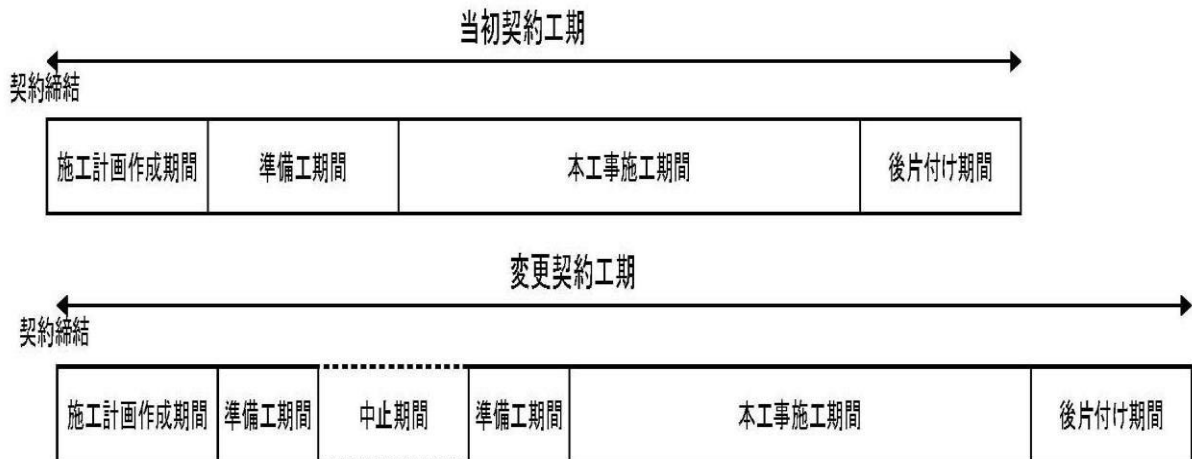 当初契約工期
契約締結
施工計画作成期間 準備工期間 本工事施工期間 後片付け期間
変更契約工期
契約締結
施工計画作成期間 準備工期間 中止期間 準備工期間 本工事施工期間 後片付け期間